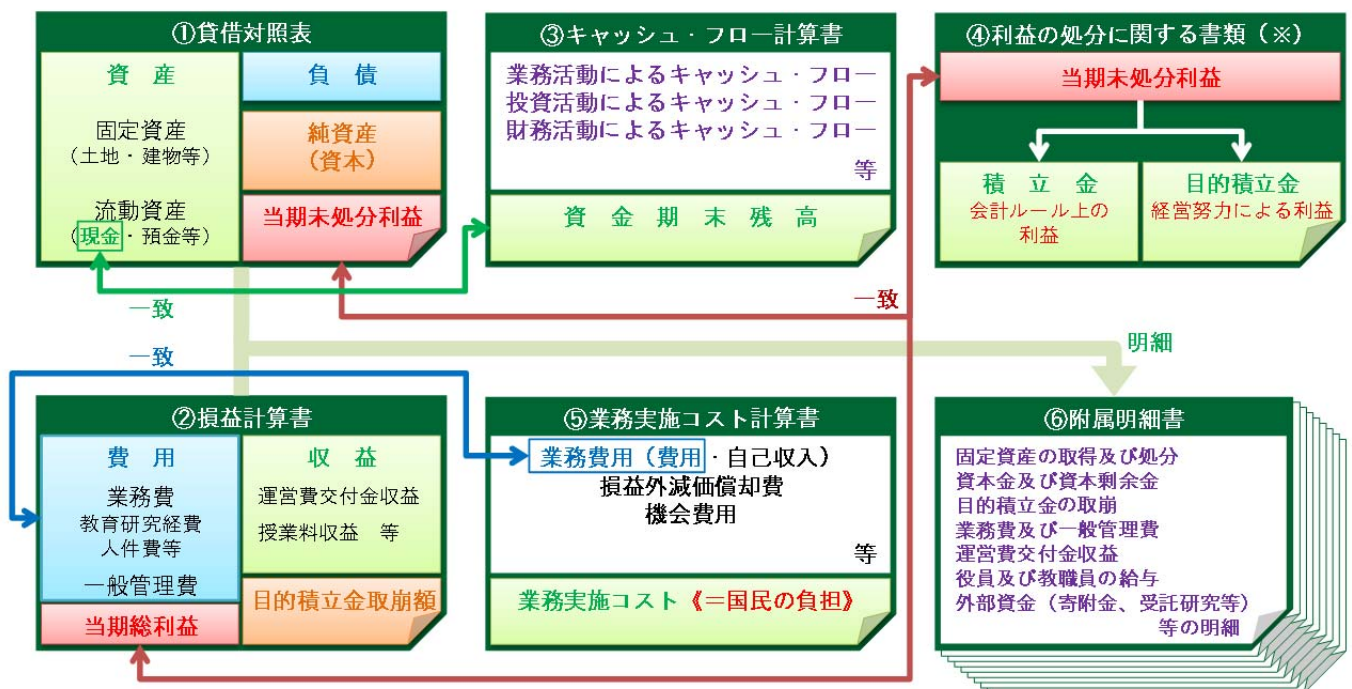 ①貸借対照表
資 産
固定資産
（土地・建物等）
流動資産
（現金・預金等）
負 債
純資産
（資本）
当期未処分利益
③キャッシュ・フロー計算書
業務活動によるキャッシュ・フロー
投資活動によるキャッシュ・フロー
財務活動によるキャッシュ・フロー
等
資 金 期 末 残 高
④利益の処分に関する書類（※）
当期未処分利益
積 立 金
会計ルール上の
利益
目的積立金
経営努力による利益
一致
一致
一致
明細
②損益計算書
費 用
業務費
教育研究経費
人件費等
一般管理費
当期総利益
収 益
運営費交付金収益
授業料収益 等
目的積立金取崩額
⑤業務実施コスト計算書
業務費用（費用・自己収入）
損益外減価償却費
機会費用
等
業務実施コスト《＝国民の負担》
⑥附属明細書
固定資産の取得及び処分
資本金及び資本剰余金
目的積立金の取崩
業務費及び一般管理費
運営費交付金収益
役員及び教職員の給与
外部資金（寄附金、受託研究等）
等の明細